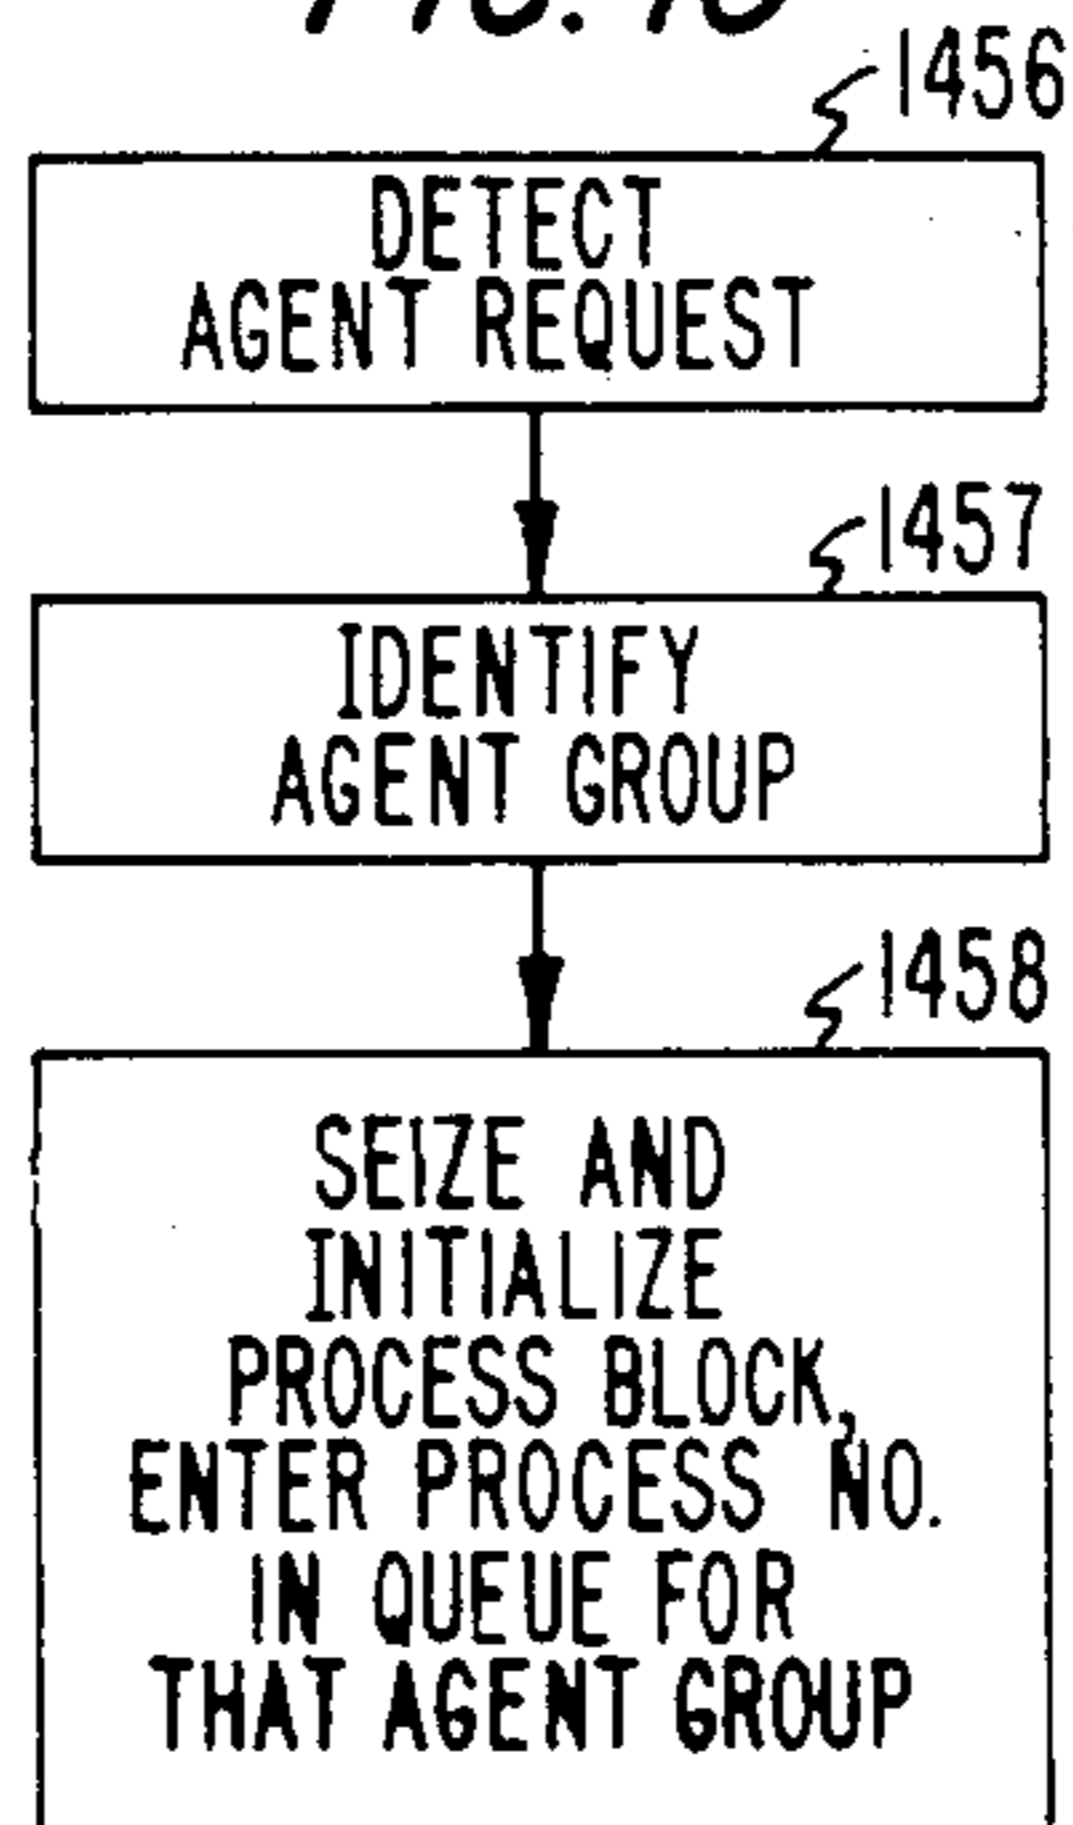 1456
DETECT
AGENT REQUEST
1457
IDENTIFY
AGENT GROUP
1458
SEIZE AND
INITIALIZE
PROCESS BLOCK,
ENTER PROCESS NO.
IN QUEUE FOR
THAT AGENT GROUP